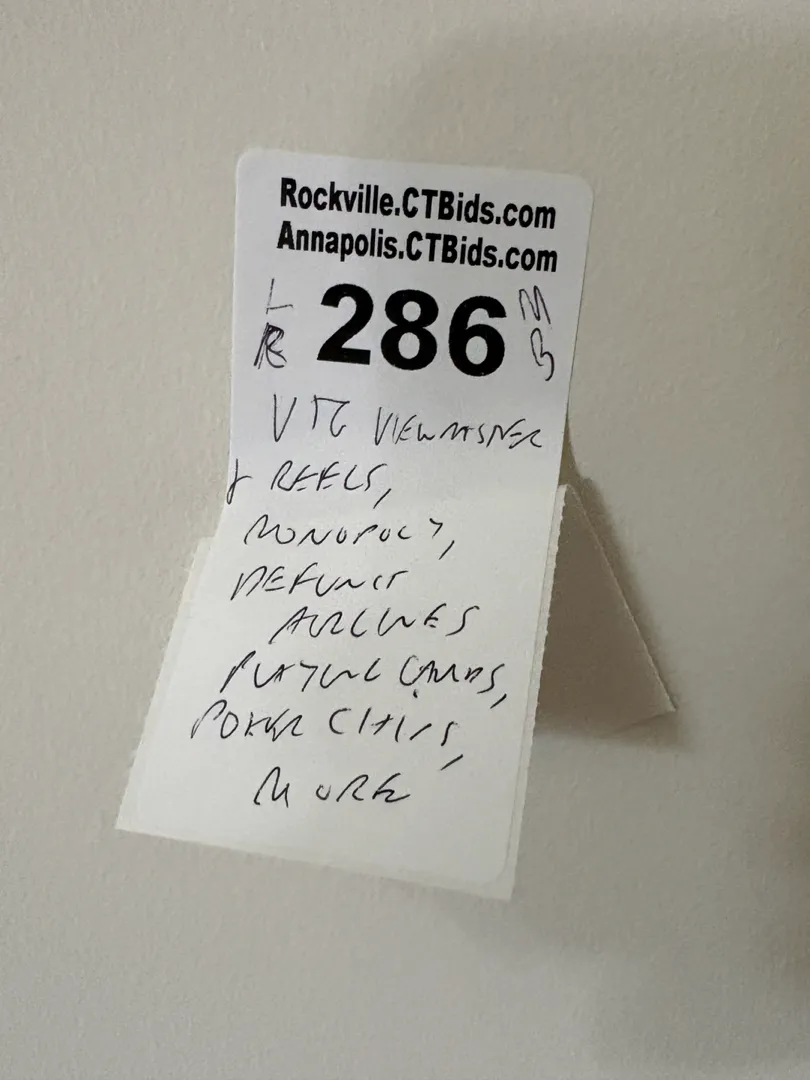 Rockville.CTBids.com
Annapolis.CTBids.com
L R 286 M B
VTG VIEWMASTER
+ REELS,
MONOPOLY,
DEFUNCT
AIRLINES
PLAYING CARDS,
POKER CHIPS,
MORE